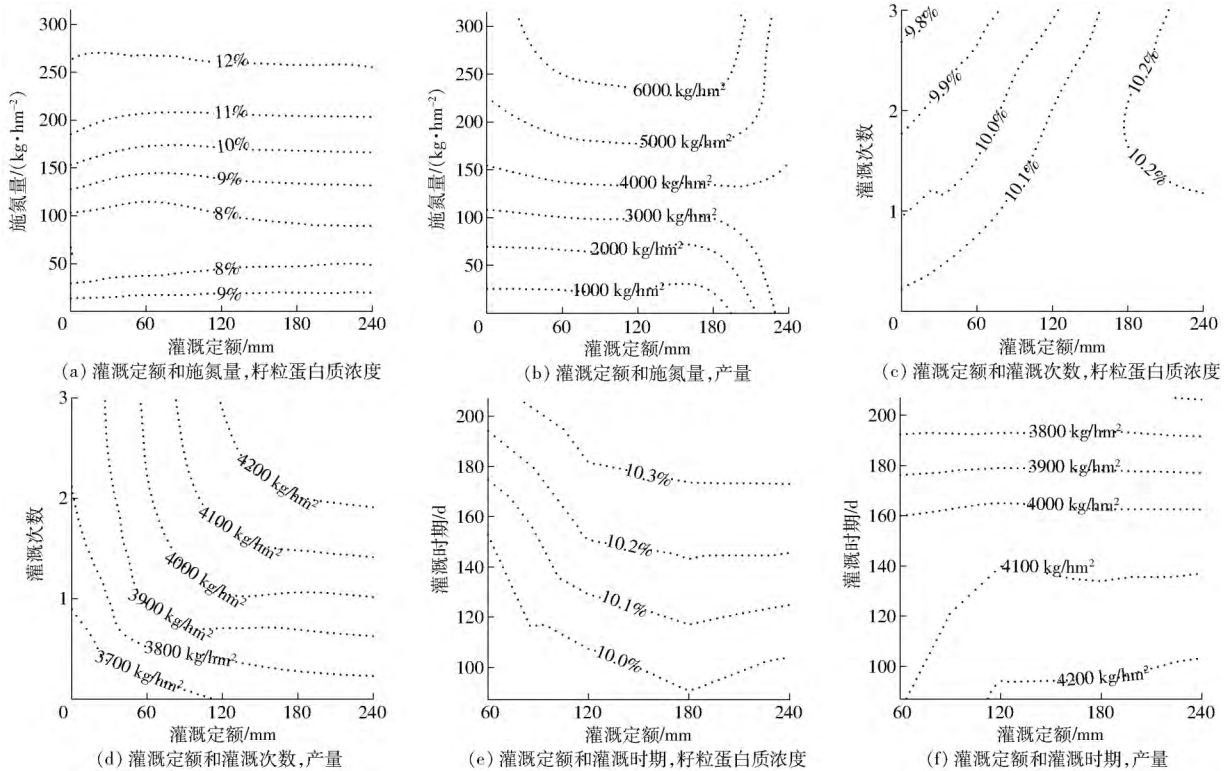 300
250
200
150
100
50
施氮量/(kg·hm⁻²)
12%
11%
10%
9%
8%
8%
9%
0 60 120 180 240
灌溉定额/mm
(a) 灌溉定额和施氮量,籽粒蛋白质浓度
300
250
200
150
100
50
施氮量/(kg·hm⁻²)
6000 kg/hm²
5000 kg/hm²
4000 kg/hm²
3000 kg/hm²
2000 kg/hm²
1000 kg/hm²
0 60 120 180 240
灌溉定额/mm
(b) 灌溉定额和施氮量,产量
3
2
1
灌溉次数
9.8%
9.9%
10.0%
10.1%
10.2%
10.2%
0 60 120 180 240
灌溉定额/mm
(c) 灌溉定额和灌溉次数,籽粒蛋白质浓度
3
2
1
灌溉次数
4200 kg/hm²
4100 kg/hm²
4000 kg/hm²
3900 kg/hm²
3800 kg/hm²
3700 kg/hm²
0 60 120 180 240
灌溉定额/mm
(d) 灌溉定额和灌溉次数,产量
200
180
160
140
120
100
灌溉时期/d
10.3%
10.2%
10.1%
10.0%
60 120 180 240
灌溉定额/mm
(e) 灌溉定额和灌溉时期,籽粒蛋白质浓度
200
180
160
140
120
100
灌溉时期/d
3800 kg/hm²
3900 kg/hm²
4000 kg/hm²
4100 kg/hm²
4200 kg/hm²
60 120 180 240
灌溉定额/mm
(f) 灌溉定额和灌溉时期,产量